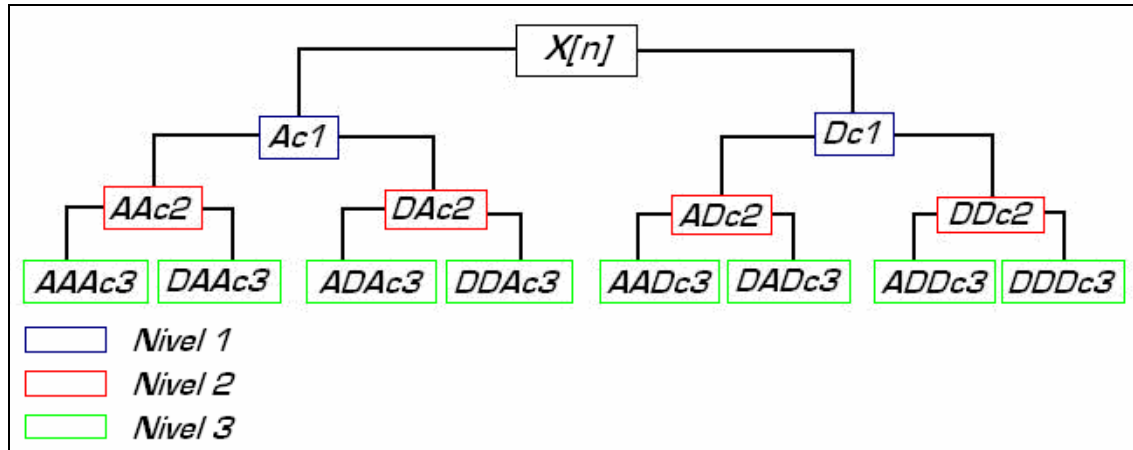 X[n]
Ac1 Dc1
AAc2 DAc2 ADc2 DDc2
AAAc3 DAAc3 ADAc3 DDAc3 AADc3 DADc3 ADDc3 DDDc3
Nivel 1
Nivel 2
Nivel 3